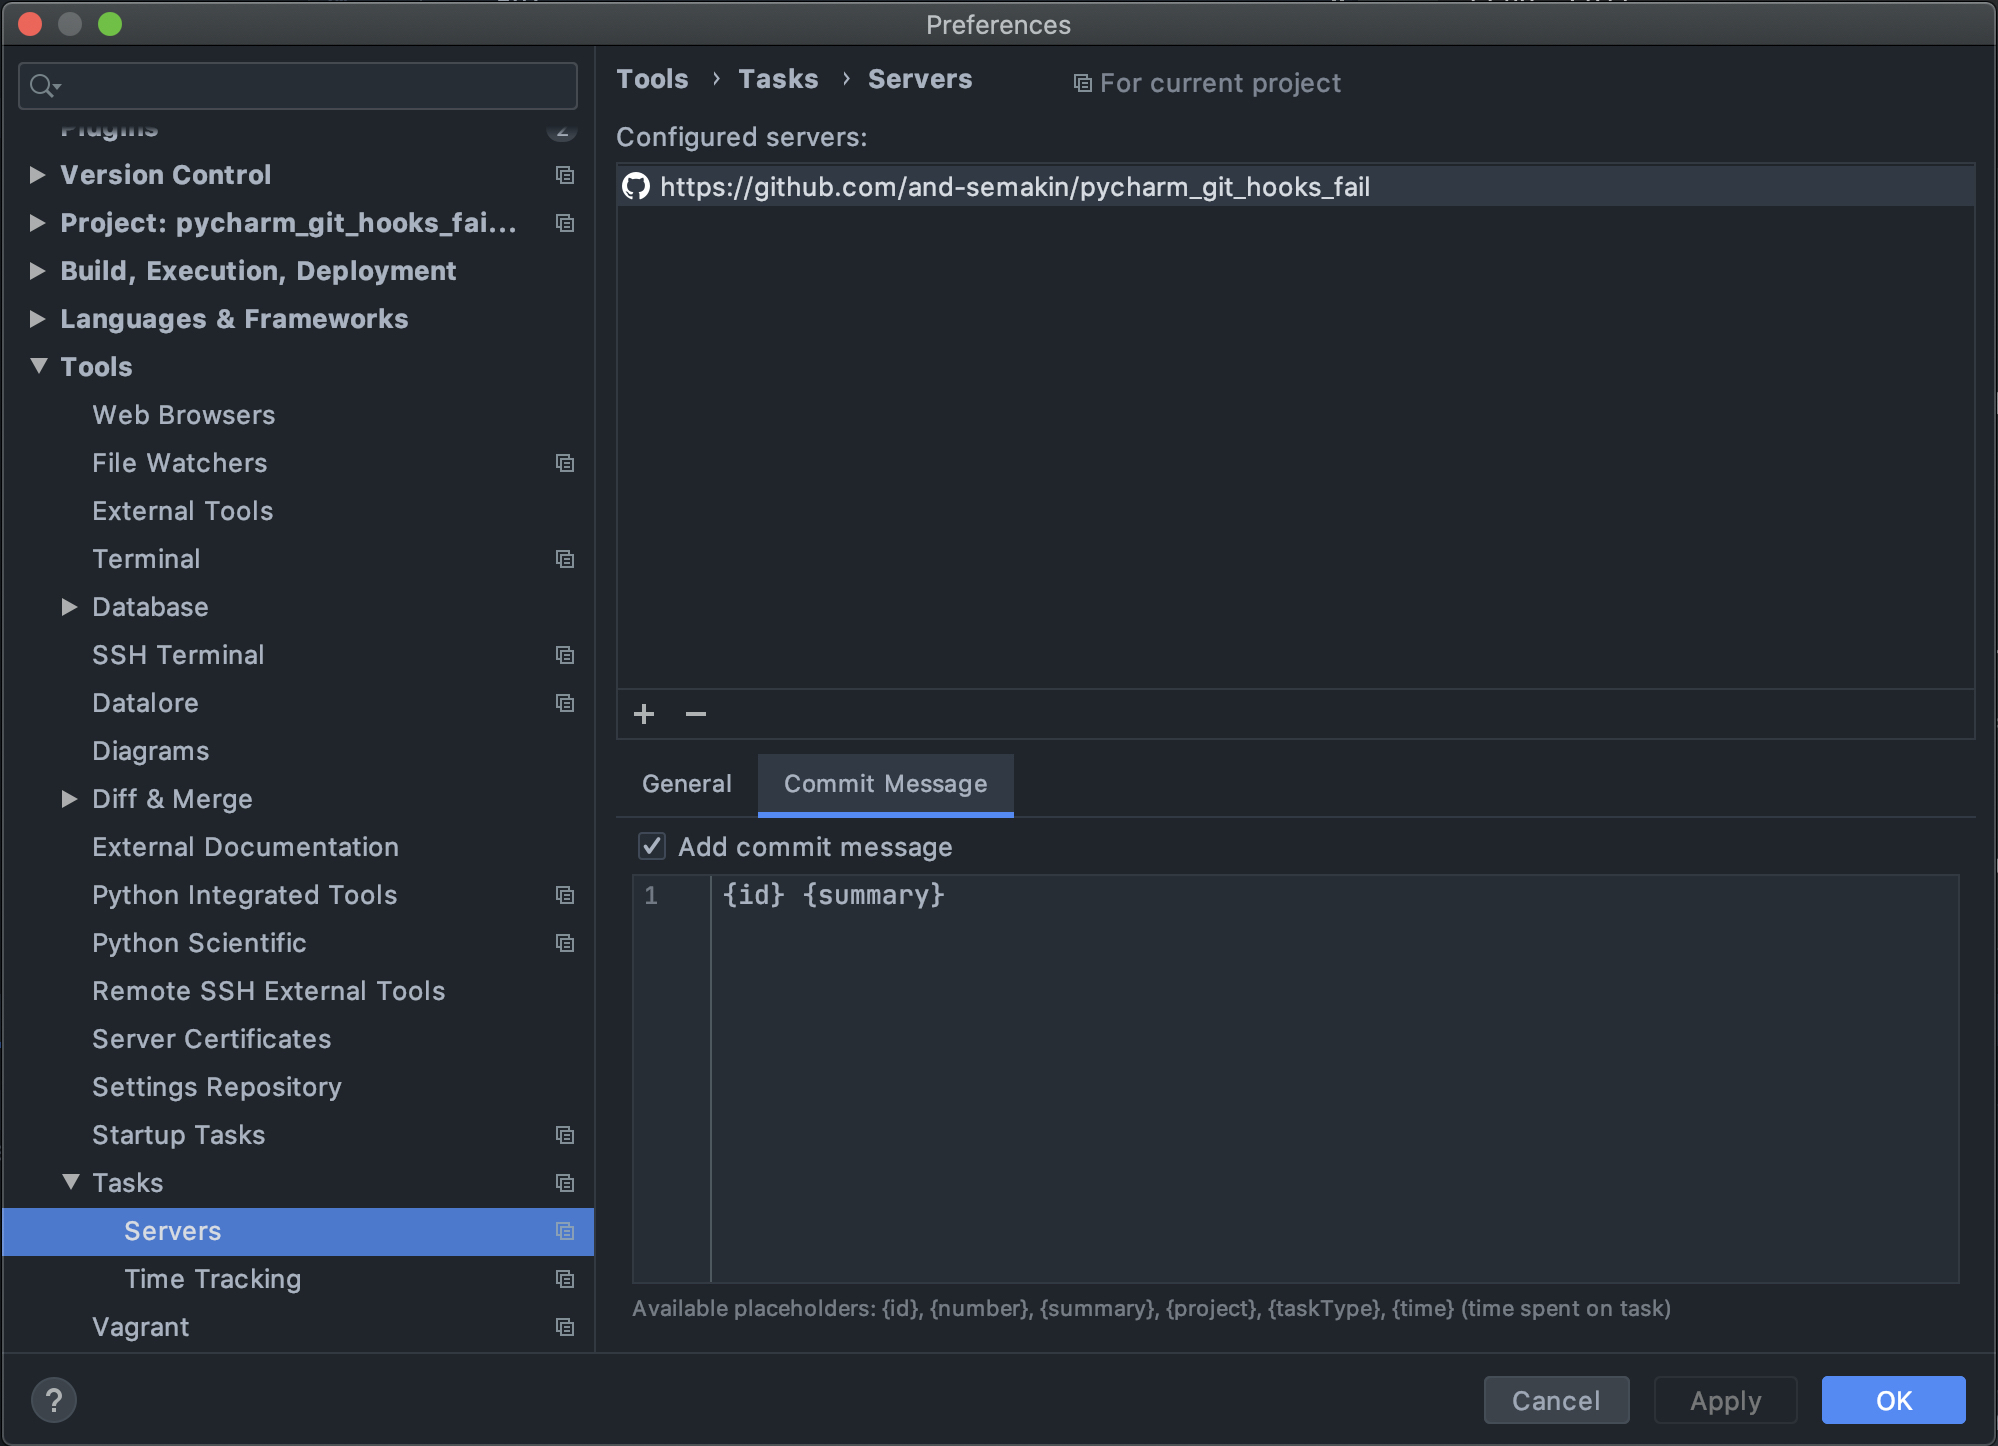 Preferences
Plugins 2
Version Control
Project: pycharm_git_hooks_fai...
Build, Execution, Deployment
Languages & Frameworks
Tools
Web Browsers
File Watchers
External Tools
Terminal
Database
SSH Terminal
Datalore
Diagrams
Diff & Merge
External Documentation
Python Integrated Tools
Python Scientific
Remote SSH External Tools
Server Certificates
Settings Repository
Startup Tasks
Tasks
Servers
Time Tracking
Vagrant
Tools › Tasks › Servers For current project
Configured servers:
https://github.com/and-semakin/pycharm_git_hooks_fail
General Commit Message
Add commit message
1 {id} {summary}
Available placeholders: {id}, {number}, {summary}, {project}, {taskType}, {time} (time spent on task)
? Cancel Apply OK